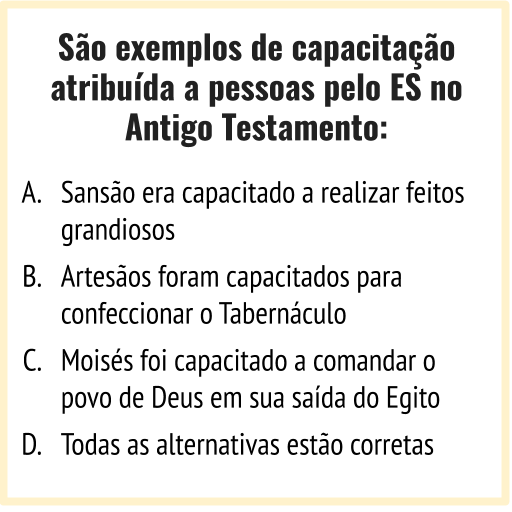 São exemplos de capacitação
atribuída a pessoas pelo ES no
Antigo Testamento:
A. Sansão era capacitado a realizar feitos
grandiosos
B. Artesãos foram capacitados para
confeccionar o Tabernáculo
C. Moisés foi capacitado a comandar o
povo de Deus em sua saída do Egito
D. Todas as alternativas estão corretas